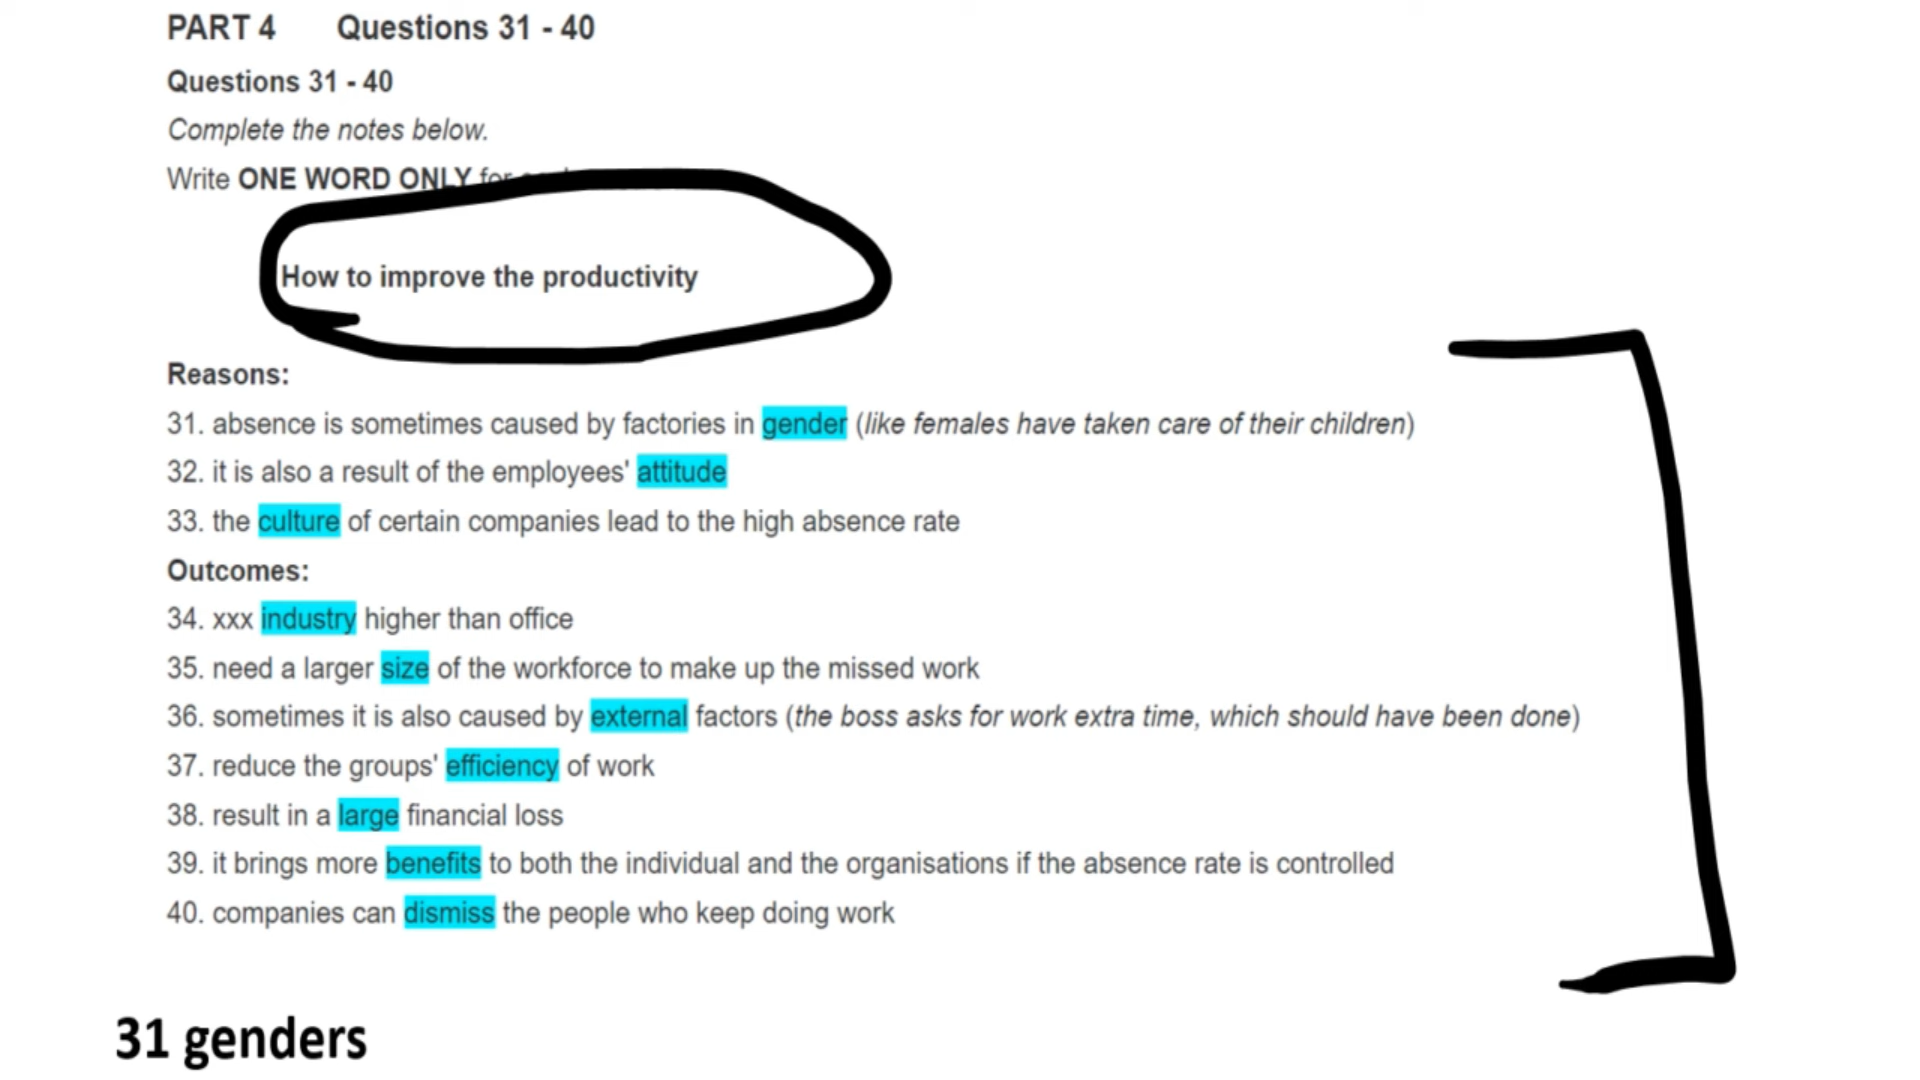 PART 4 Questions 31 - 40
Questions 31 - 40
Complete the notes below.
Write ONE WORD ONLY for
How to improve the productivity
Reasons:
31. absence is sometimes caused by factories in gender (like females have taken care of their children)
32. it is also a result of the employees' attitude
33. the culture of certain companies lead to the high absence rate
Outcomes:
34. xxx industry higher than office
35. need a larger size of the workforce to make up the missed work
36. sometimes it is also caused by external factors (the boss asks for work extra time, which should have been done)
37. reduce the groups' efficiency of work
38. result in a large financial loss
39. it brings more benefits to both the individual and the organisations if the absence rate is controlled
40. companies can dismiss the people who keep doing work
31 genders